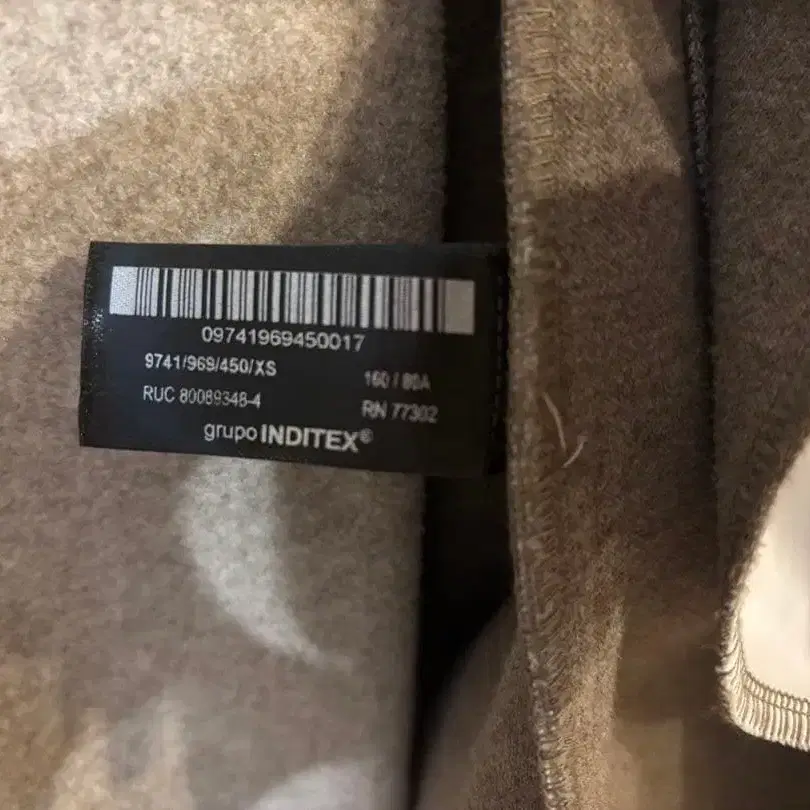 09741969450017
9741/969/450/XS
160 / 80A
RUC 80089348-4
RN 77302
grupo INDITEX®